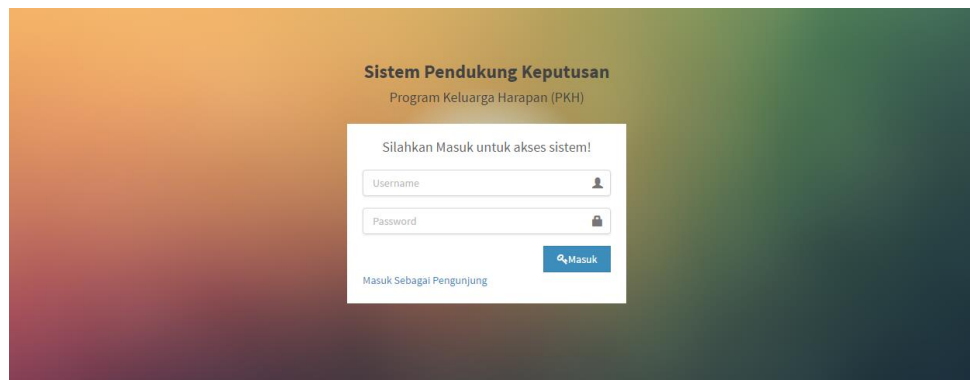 Sistem Pendukung Keputusan
Program Keluarga Harapan (PKH)
Silahkan Masuk untuk akses sistem!
Username
Password
Masuk
Masuk Sebagai Pengunjung